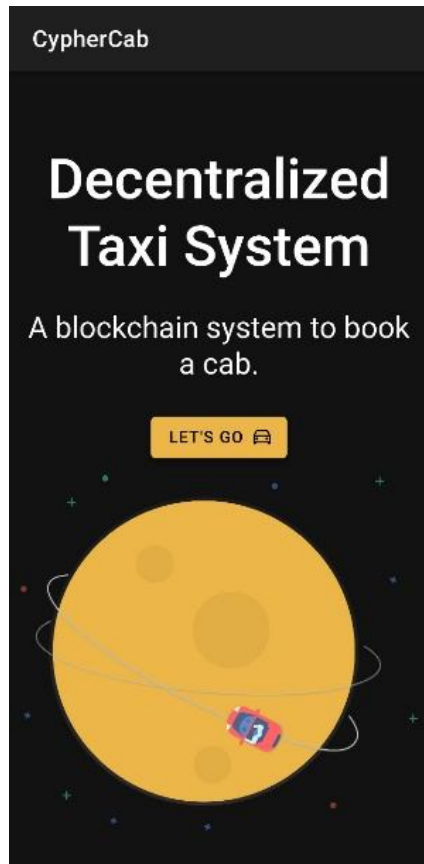 CypherCab
Decentralized
Taxi System
A blockchain system to book
a cab.
LET'S GO